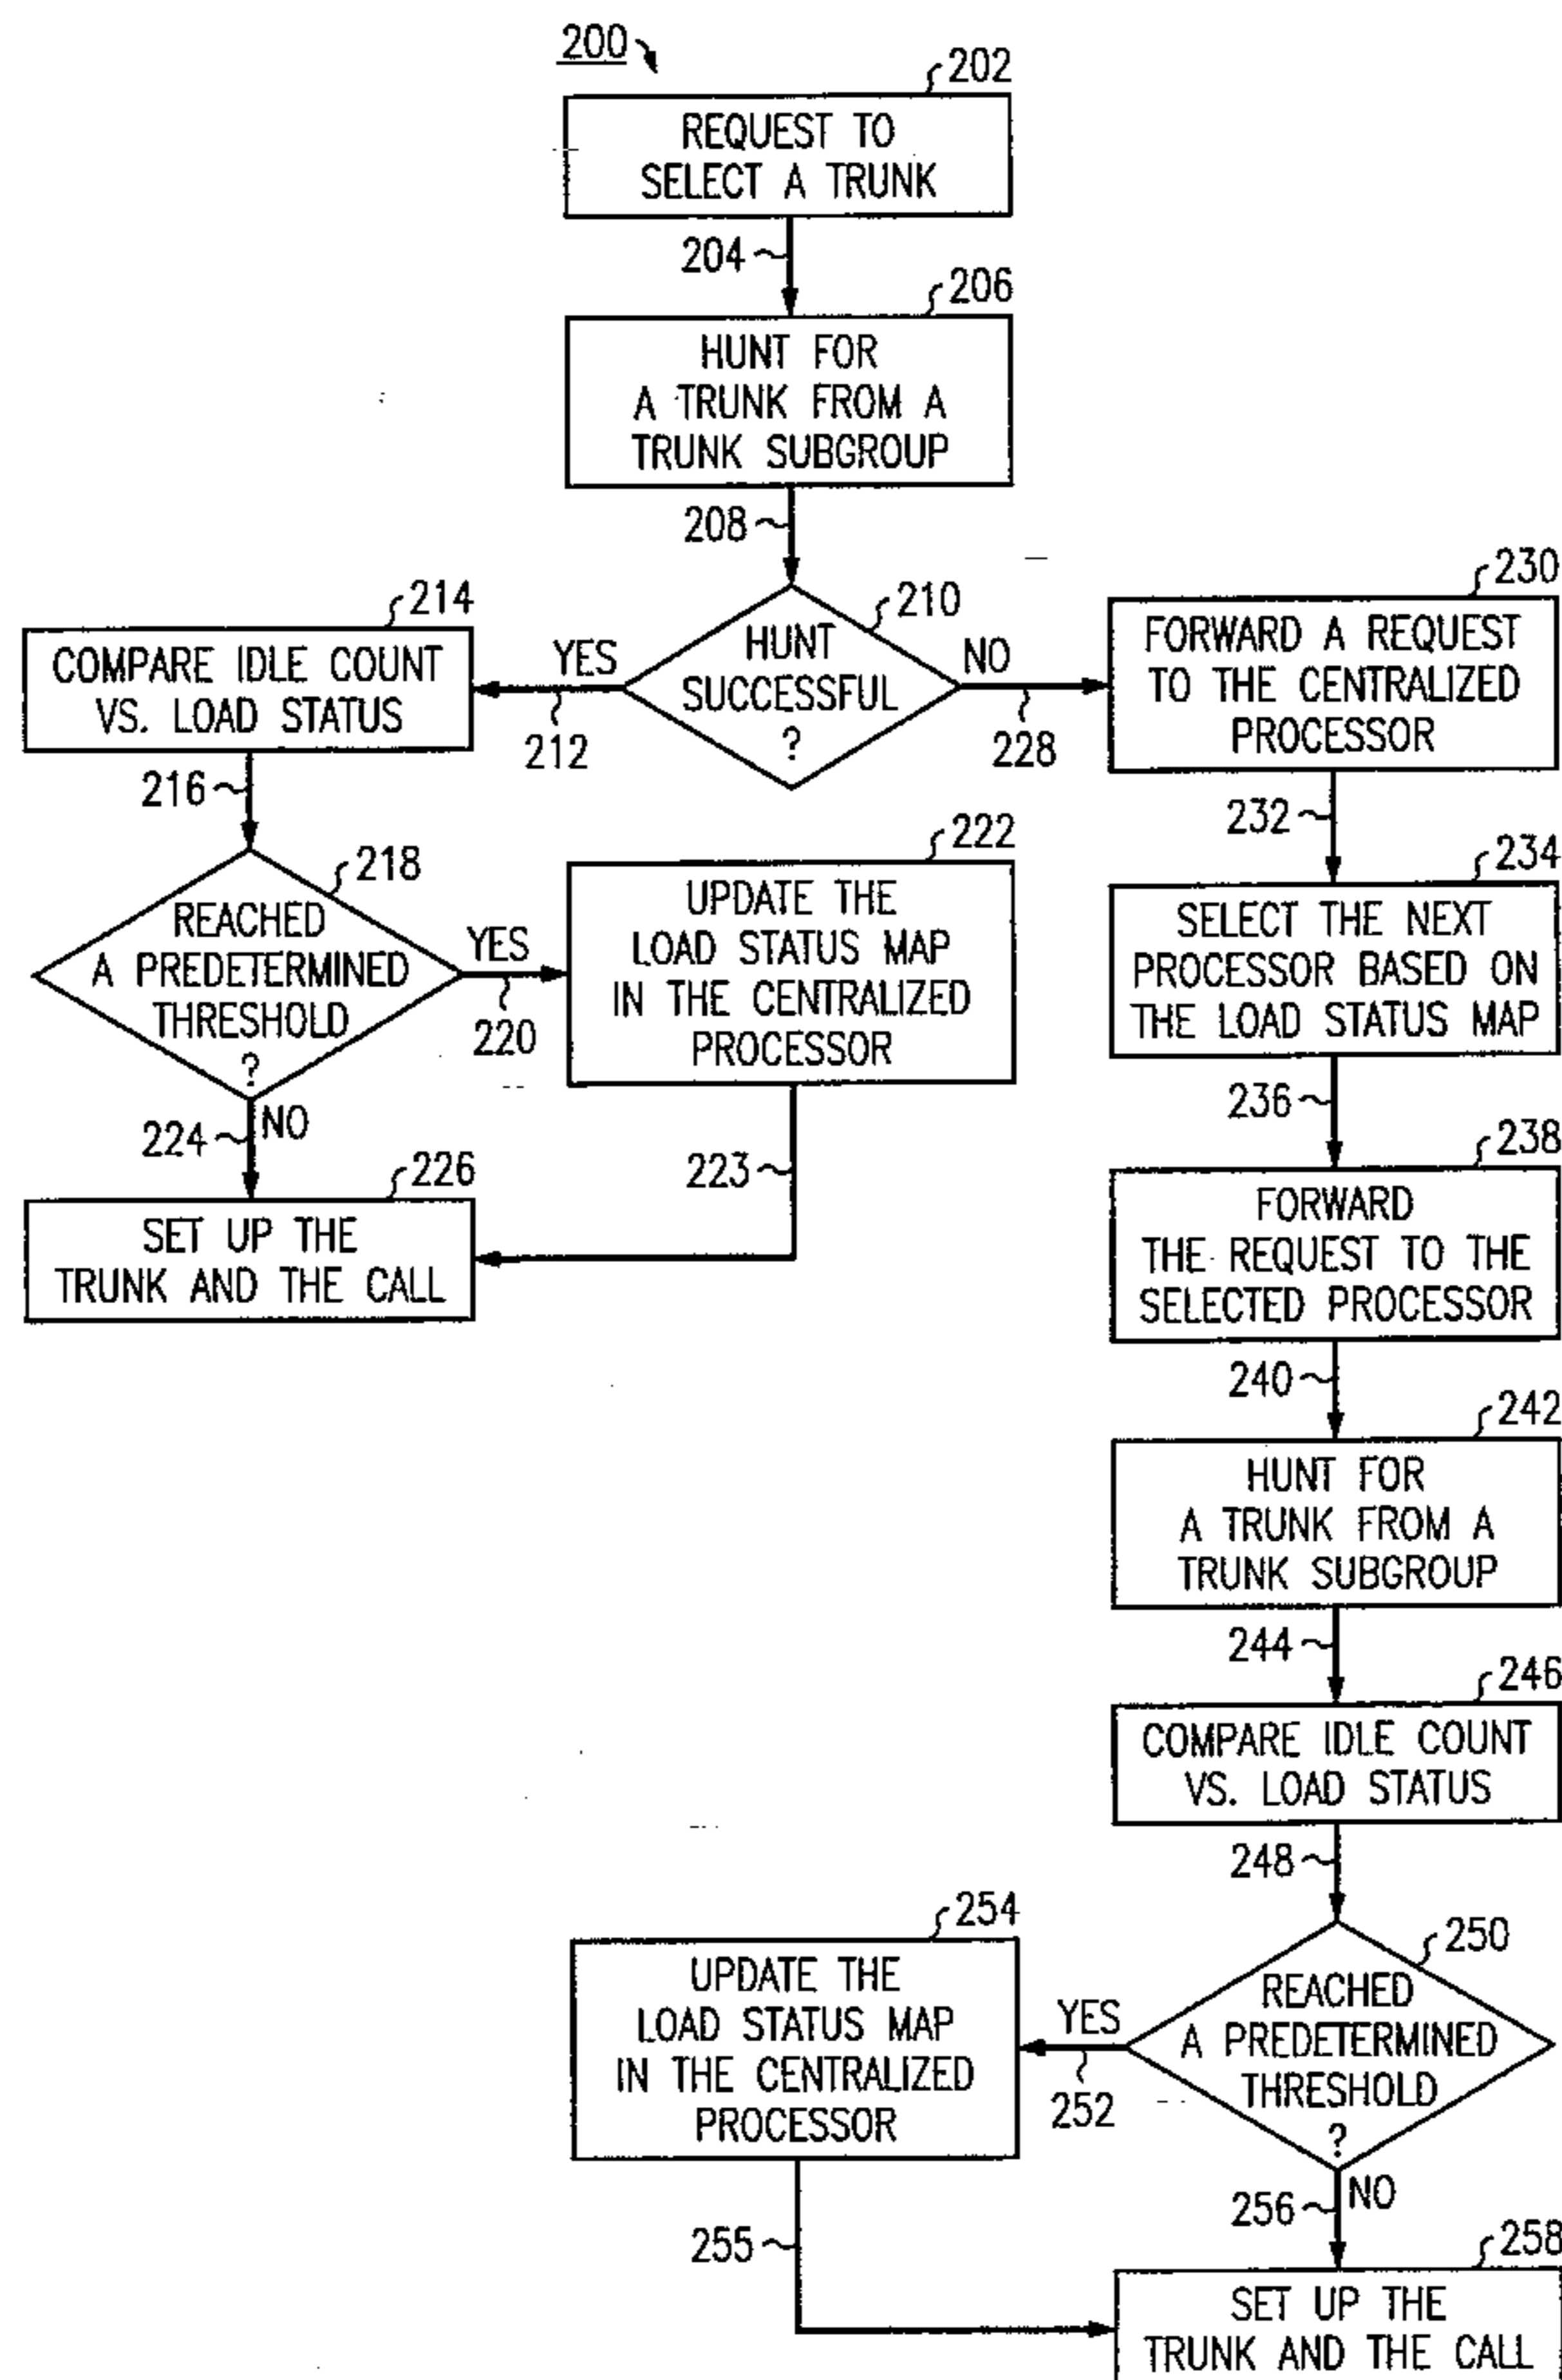 200
202
REQUEST TO
SELECT A TRUNK
204
206
HUNT FOR
A TRUNK FROM A
TRUNK SUBGROUP
208
210
HUNT
SUCCESSFUL
?
YES
212
NO
228
214
COMPARE IDLE COUNT
VS. LOAD STATUS
216
218
REACHED
A PREDETERMINED
THRESHOLD
?
YES
220
222
UPDATE THE
LOAD STATUS MAP
IN THE CENTRALIZED
PROCESSOR
223
224
NO
226
SET UP THE
TRUNK AND THE CALL
230
FORWARD A REQUEST
TO THE CENTRALIZED
PROCESSOR
232
234
SELECT THE NEXT
PROCESSOR BASED ON
THE LOAD STATUS MAP
236
238
FORWARD
THE REQUEST TO THE
SELECTED PROCESSOR
240
242
HUNT FOR
A TRUNK FROM A
TRUNK SUBGROUP
244
246
COMPARE IDLE COUNT
VS. LOAD STATUS
248
250
REACHED
A PREDETERMINED
THRESHOLD
?
YES
252
254
UPDATE THE
LOAD STATUS MAP
IN THE CENTRALIZED
PROCESSOR
255
256
NO
258
SET UP THE
TRUNK AND THE CALL